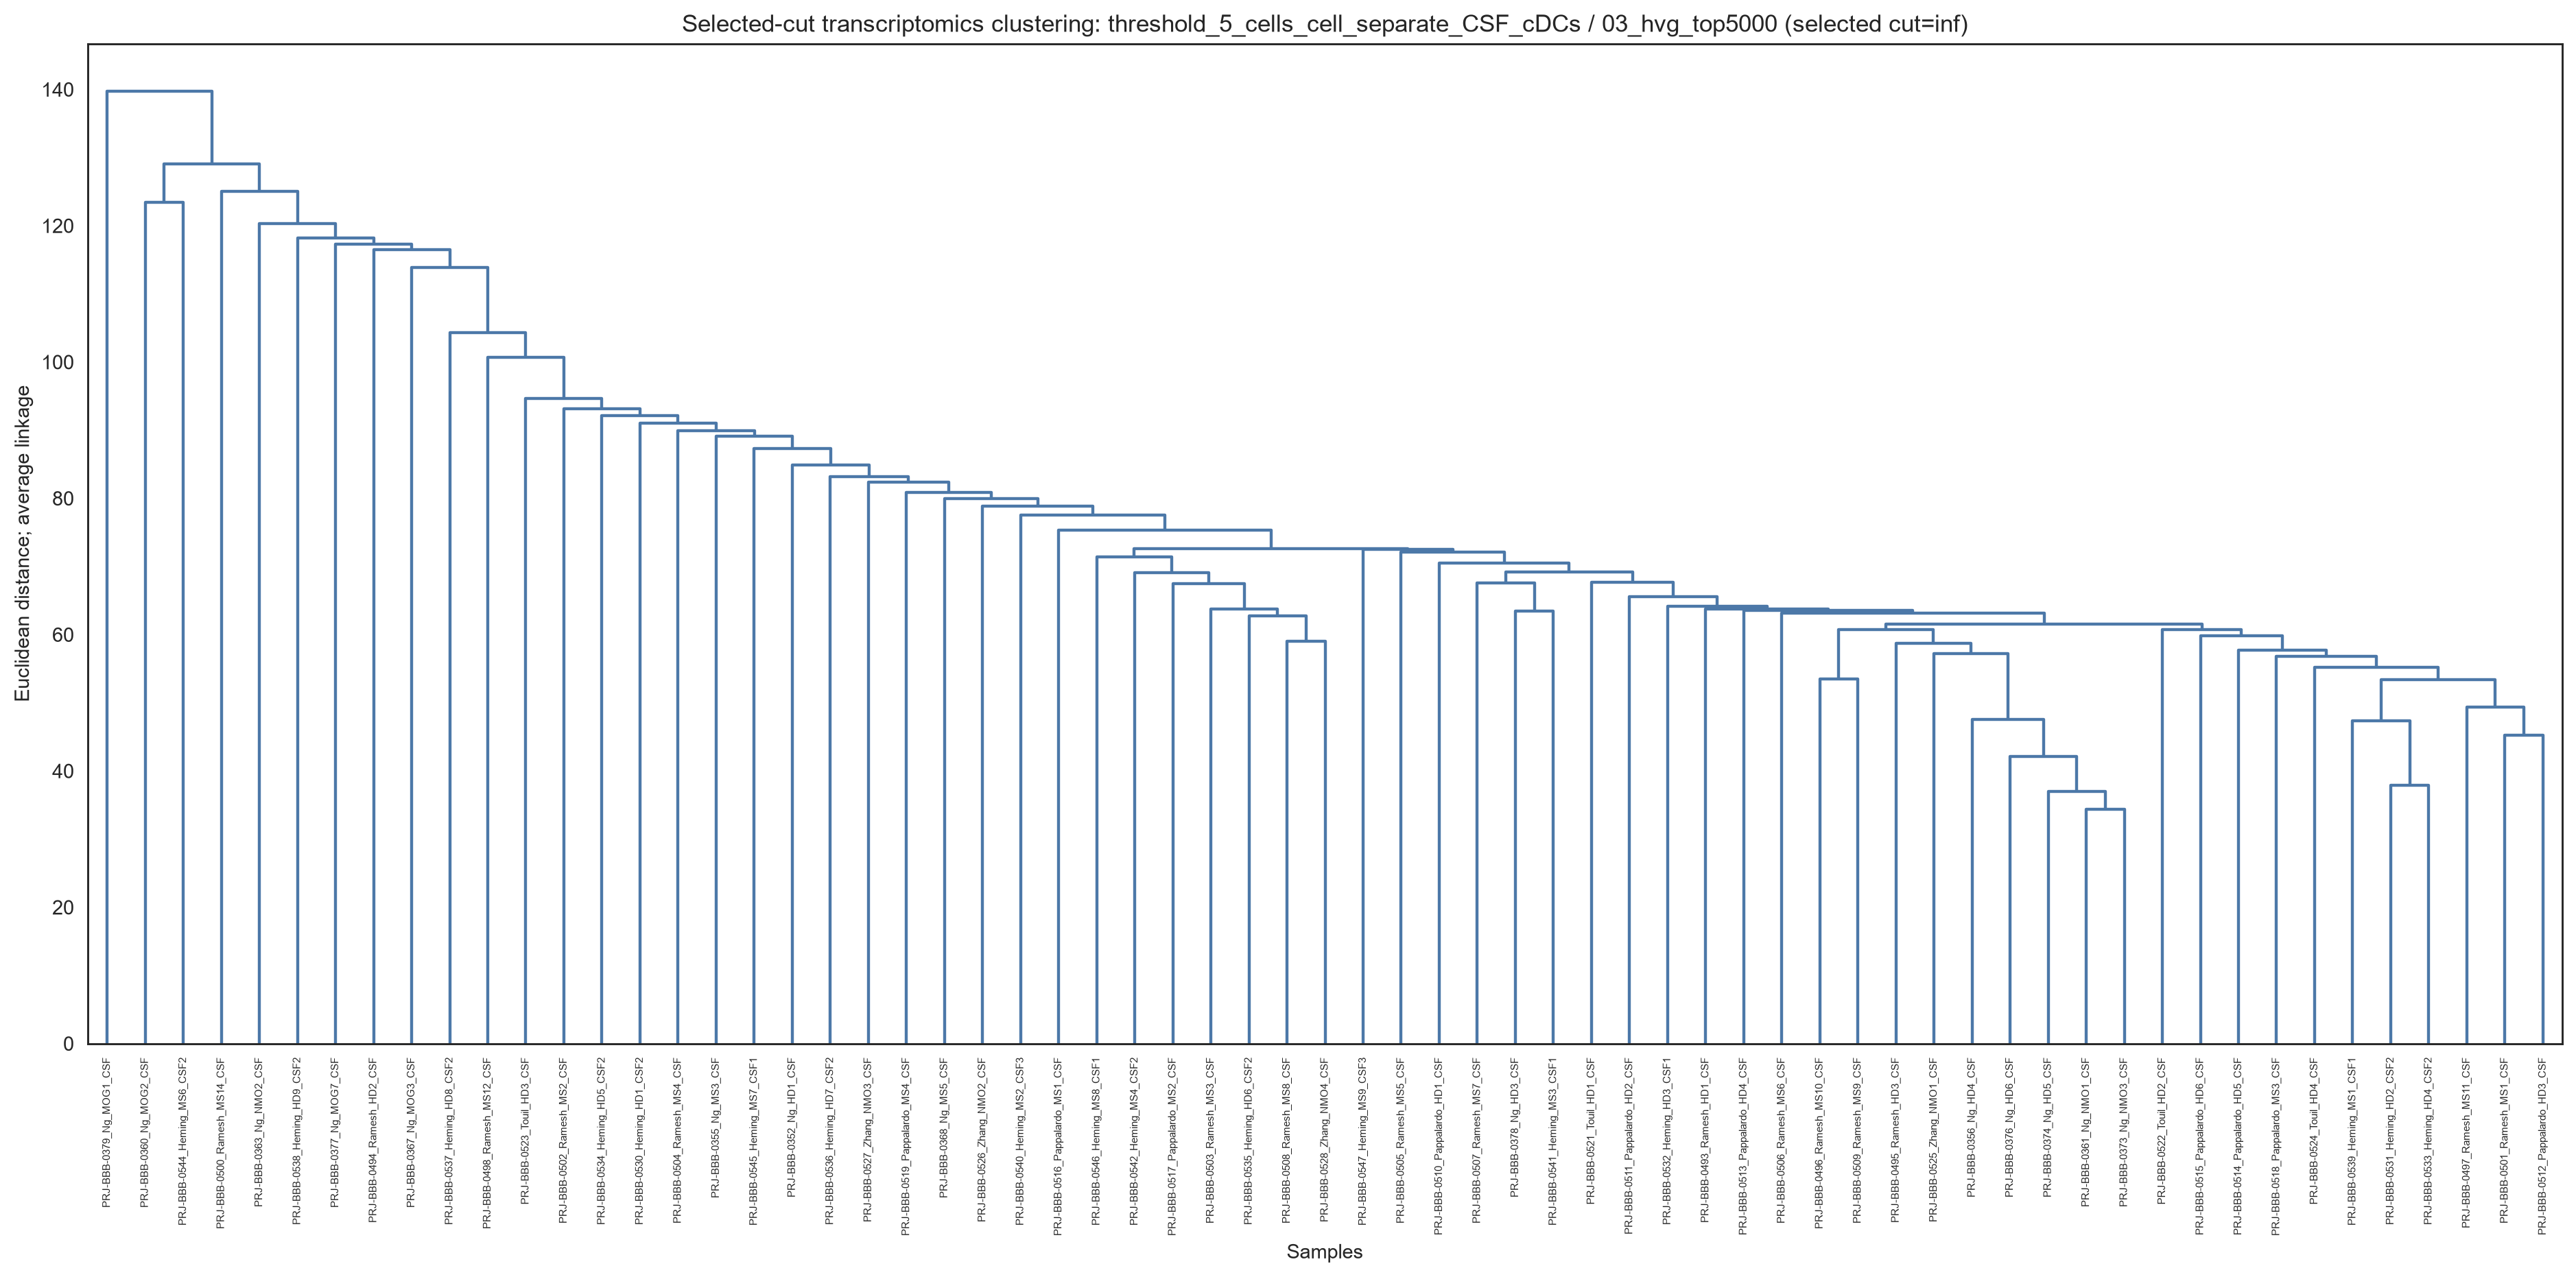 Selected-cut transcriptomics clustering: threshold_5_cells_cell_separate_CSF_cDCs / 03_hvg_top5000 (selected cut=inf)
Euclidean distance; average linkage
140
120
100
80
60
40
20
0
PRJ-BBB-0379_Ng_MOG1_CSF
PRJ-BBB-0360_Ng_MOG2_CSF
PRJ-BBB-0544_Heming_MS6_CSF2
PRJ-BBB-0500_Ramesh_MS14_CSF
PRJ-BBB-0363_Ng_NMO2_CSF
PRJ-BBB-0538_Heming_HD9_CSF2
PRJ-BBB-0377_Ng_MOG7_CSF
PRJ-BBB-0494_Ramesh_HD2_CSF
PRJ-BBB-0367_Ng_MOG3_CSF
PRJ-BBB-0537_Heming_HD8_CSF2
PRJ-BBB-0498_Ramesh_MS12_CSF
PRJ-BBB-0523_Touil_HD3_CSF
PRJ-BBB-0502_Ramesh_MS2_CSF
PRJ-BBB-0534_Heming_HD5_CSF2
PRJ-BBB-0530_Heming_HD1_CSF2
PRJ-BBB-0504_Ramesh_MS4_CSF
PRJ-BBB-0355_Ng_MS3_CSF
PRJ-BBB-0545_Heming_MS7_CSF1
PRJ-BBB-0352_Ng_HD1_CSF
PRJ-BBB-0536_Heming_HD7_CSF2
PRJ-BBB-0527_Zhang_NMO3_CSF
PRJ-BBB-0519_Pappalardo_MS4_CSF
PRJ-BBB-0368_Ng_MS5_CSF
PRJ-BBB-0526_Zhang_NMO2_CSF
PRJ-BBB-0540_Heming_MS2_CSF3
PRJ-BBB-0516_Pappalardo_MS1_CSF
PRJ-BBB-0546_Heming_MS8_CSF1
PRJ-BBB-0542_Heming_MS4_CSF2
PRJ-BBB-0517_Pappalardo_MS2_CSF
PRJ-BBB-0503_Ramesh_MS3_CSF
PRJ-BBB-0535_Heming_HD6_CSF2
PRJ-BBB-0508_Ramesh_MS8_CSF
PRJ-BBB-0528_Zhang_NMO4_CSF
PRJ-BBB-0547_Heming_MS9_CSF3
PRJ-BBB-0505_Ramesh_MS5_CSF
PRJ-BBB-0510_Pappalardo_HD1_CSF
PRJ-BBB-0507_Ramesh_MS7_CSF
PRJ-BBB-0378_Ng_HD3_CSF
PRJ-BBB-0541_Heming_MS3_CSF1
PRJ-BBB-0521_Touil_HD1_CSF
PRJ-BBB-0511_Pappalardo_HD2_CSF
PRJ-BBB-0532_Heming_HD3_CSF1
PRJ-BBB-0493_Ramesh_HD1_CSF
PRJ-BBB-0513_Pappalardo_HD4_CSF
PRJ-BBB-0506_Ramesh_MS6_CSF
PRJ-BBB-0496_Ramesh_MS10_CSF
PRJ-BBB-0509_Ramesh_MS9_CSF
PRJ-BBB-0495_Ramesh_HD3_CSF
PRJ-BBB-0525_Zhang_NMO1_CSF
PRJ-BBB-0356_Ng_HD4_CSF
PRJ-BBB-0376_Ng_HD6_CSF
PRJ-BBB-0374_Ng_HD5_CSF
PRJ-BBB-0361_Ng_NMO1_CSF
PRJ-BBB-0373_Ng_NMO3_CSF
PRJ-BBB-0522_Touil_HD2_CSF
PRJ-BBB-0515_Pappalardo_HD6_CSF
PRJ-BBB-0514_Pappalardo_HD5_CSF
PRJ-BBB-0518_Pappalardo_MS3_CSF
PRJ-BBB-0524_Touil_HD4_CSF
PRJ-BBB-0539_Heming_MS1_CSF1
PRJ-BBB-0531_Heming_HD2_CSF2
PRJ-BBB-0533_Heming_HD4_CSF2
PRJ-BBB-0497_Ramesh_MS11_CSF
PRJ-BBB-0501_Ramesh_MS1_CSF
PRJ-BBB-0512_Pappalardo_HD3_CSF
Samples